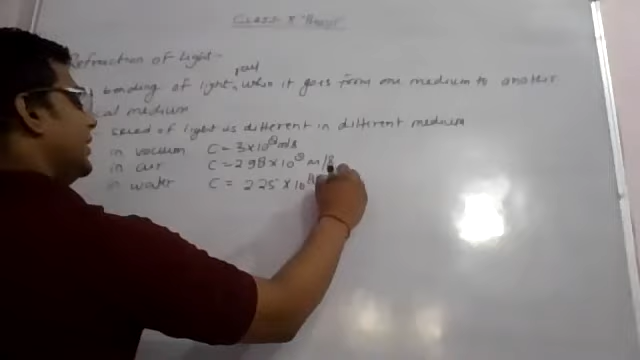 Class X Physics
Refraction of Light -
bending of light ray, when it goes from one medium to another
medium
speed of light is different in different medium
in vacuum C = 3×10⁸ m/s
in air C = 2.98×10⁸ m/s
in water C = 2.25×10⁸